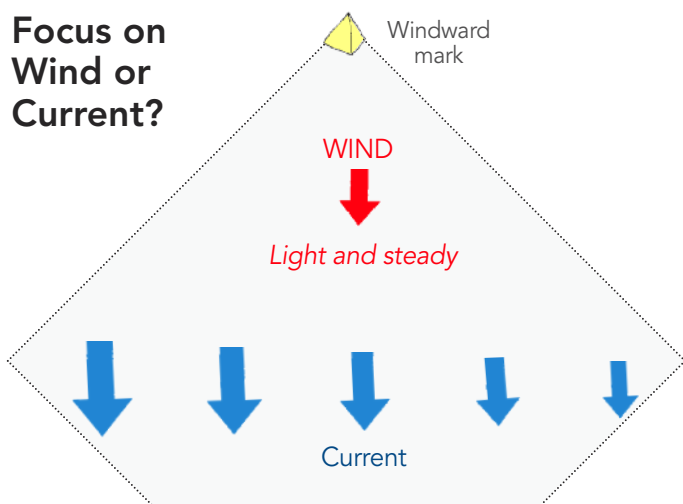 Focus on
Wind or
Current?
Windward
mark
WIND
Light and steady
Current